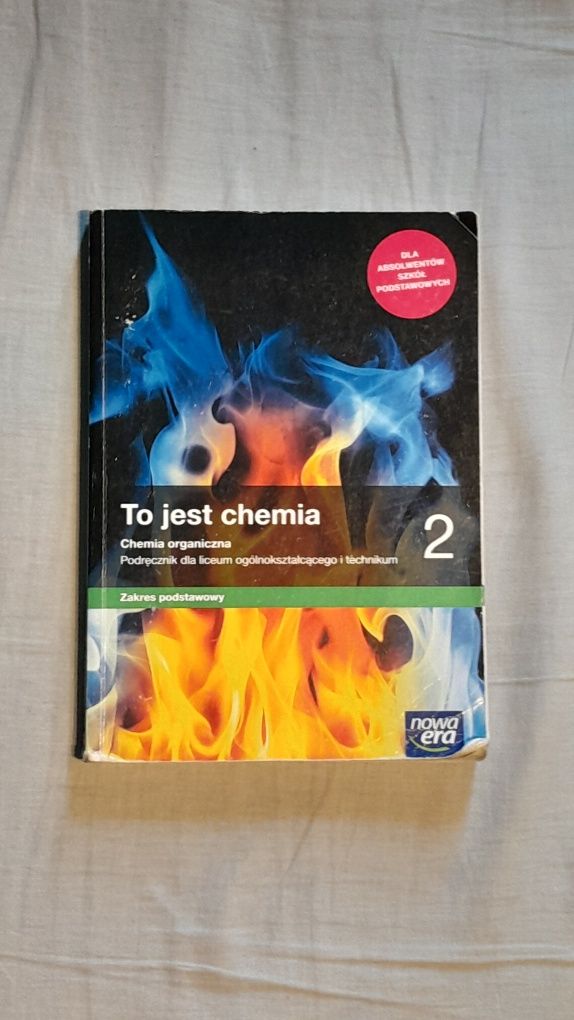 DLA
ABSOLWENTÓW
SZKÓŁ
PODSTAWOWYCH
To jest chemia
2
Chemia organiczna
Podręcznik dla liceum ogólnokształcącego i technikum
Zakres podstawowy
nowa
era